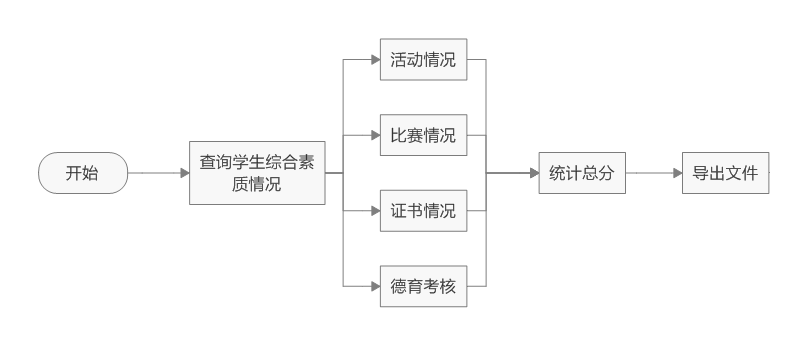 开始
查询学生综合素
质情况
活动情况
比赛情况
证书情况
德育考核
统计总分
导出文件